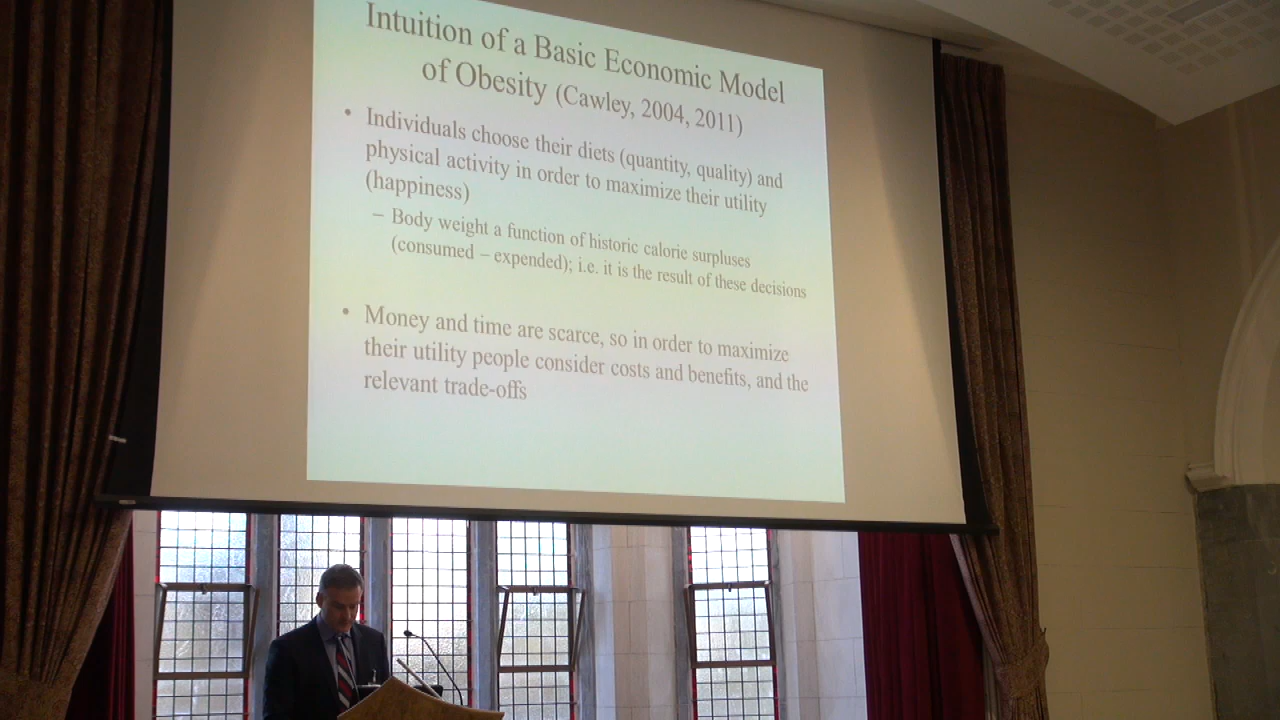 Intuition of a Basic Economic Model
of Obesity (Cawley, 2004, 2011)
• Individuals choose their diets (quantity, quality) and
physical activity in order to maximize their utility
(happiness)
– Body weight a function of historic calorie surpluses
(consumed – expended); i.e. it is the result of these decisions
• Money and time are scarce, so in order to maximize
their utility people consider costs and benefits, and the
relevant trade-offs